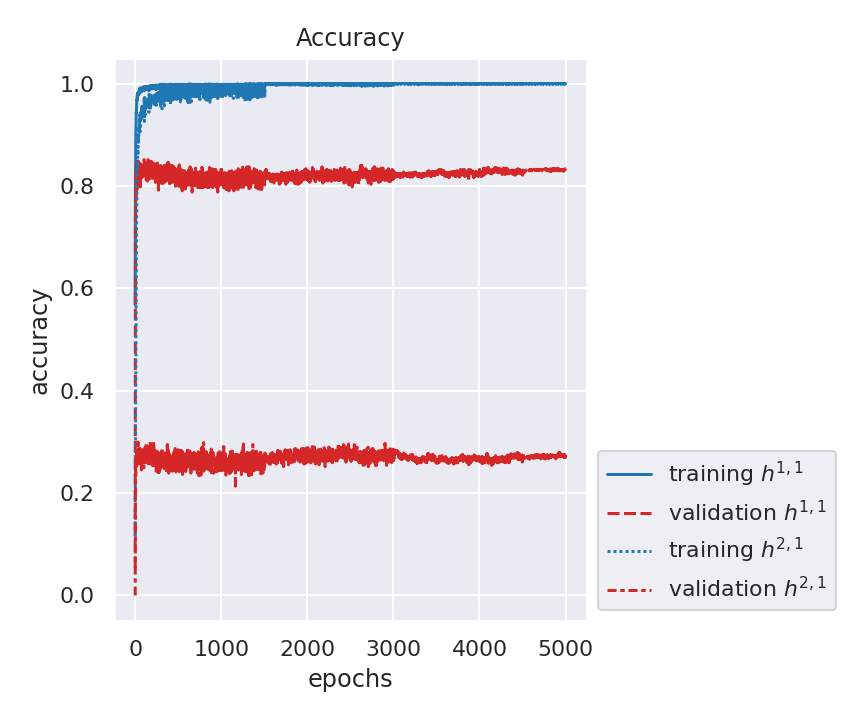 Accuracy
1.0
0.8
0.6
0.4
0.2
0.0
accuracy
0 1000 2000 3000 4000 5000
epochs
training h^{1,1}
validation h^{1,1}
training h^{2,1}
validation h^{2,1}